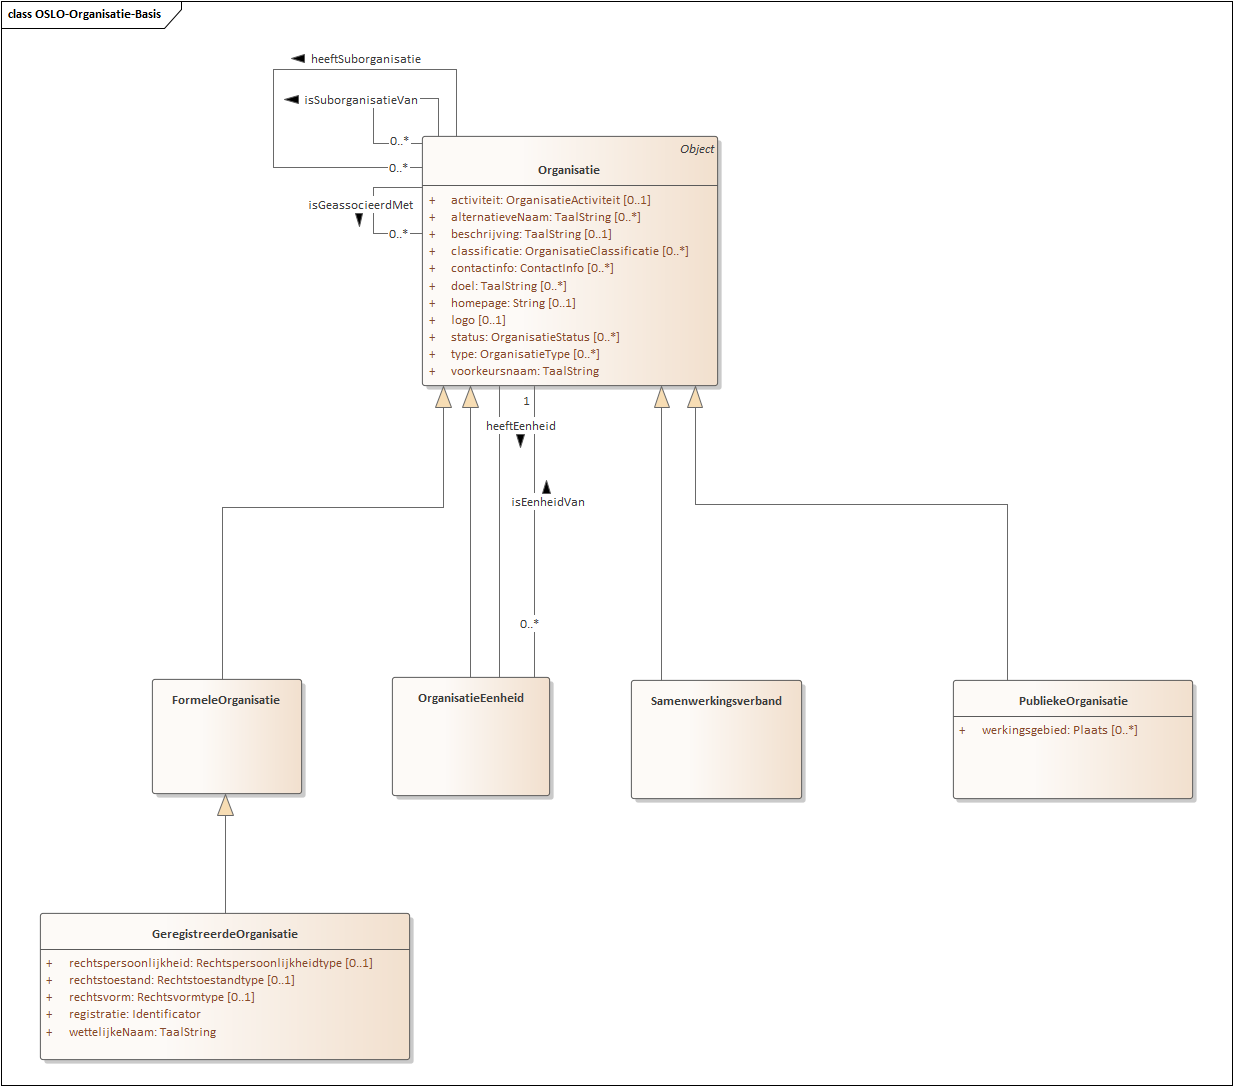 class OSLO-Organisatie-Basis
heeftSuborganisatie
isSuborganisatieVan
0..*
0..*
isGeassocieerdMet
0..*
Object
Organisatie
+ activiteit: OrganisatieActiviteit [0..1]
+ alternatieveNaam: TaalString [0..*]
+ beschrijving: TaalString [0..1]
+ classificatie: OrganisatieClassificatie [0..*]
+ contactinfo: ContactInfo [0..*]
+ doel: TaalString [0..*]
+ homepage: String [0..1]
+ logo [0..1]
+ status: OrganisatieStatus [0..*]
+ type: OrganisatieType [0..*]
+ voorkeursnaam: TaalString
1
heeftEenheid
isEenheidVan
0..*
FormeleOrganisatie
OrganisatieEenheid
Samenwerkingsverband
PubliekeOrganisatie
+ werkingsgebied: Plaats [0..*]
GeregistreerdeOrganisatie
+ rechtspersoonlijkheid: Rechtspersoonlijkheidtype [0..1]
+ rechtstoestand: Rechtstoestandtype [0..1]
+ rechtsvorm: Rechtsvormtype [0..1]
+ registratie: Identificator
+ wettelijkeNaam: TaalString